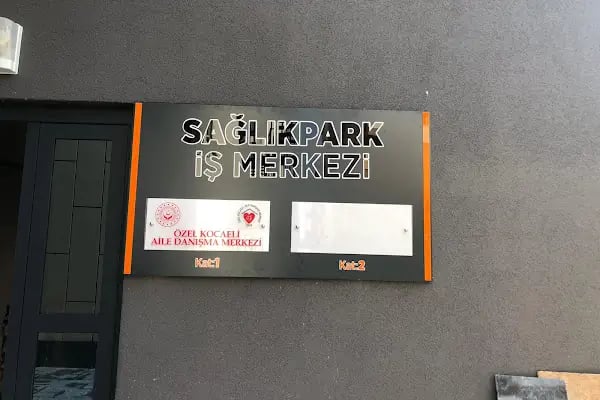 SAĞLIKPARK
İŞ MERKEZİ
ÖZEL KOCAELİ
AİLE DANIŞMA MERKEZİ
Kat:1
Kat:2